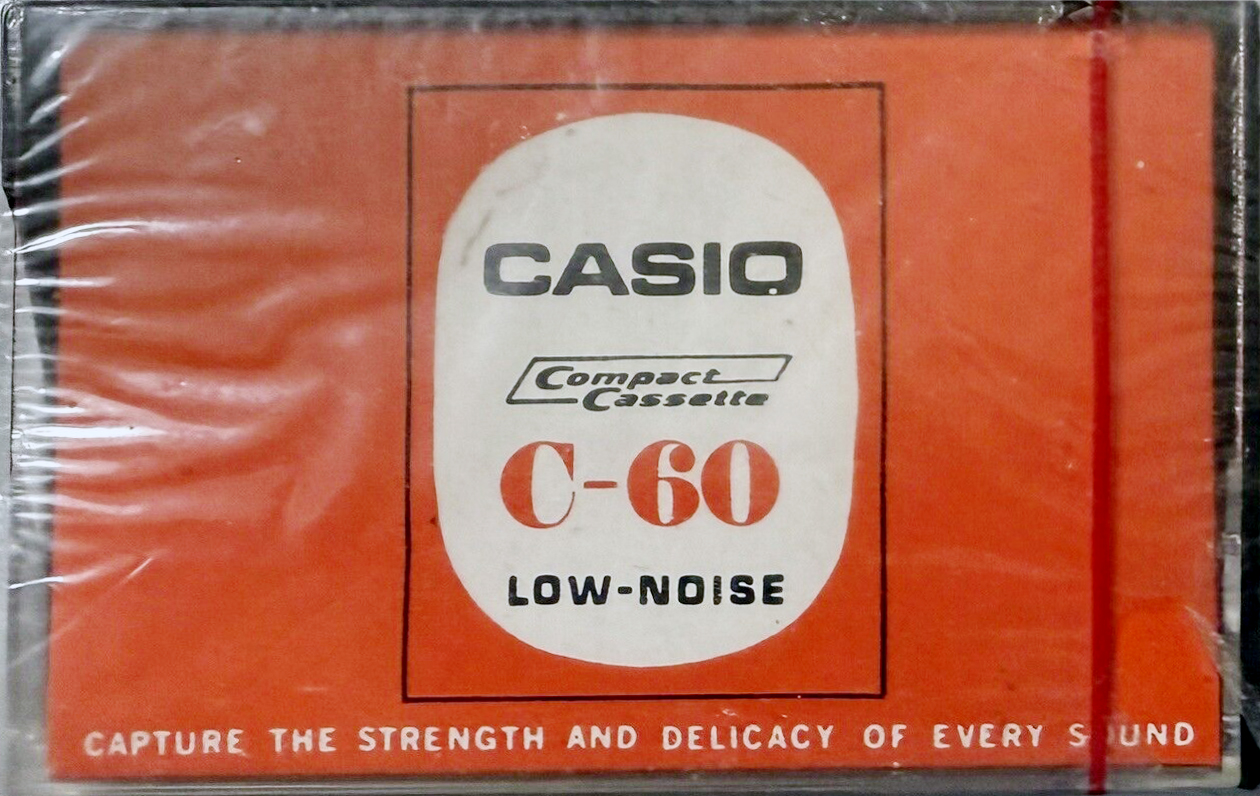 CASIO
Compact
Cassette
C-60
LOW-NOISE
CAPTURE THE STRENGTH AND DELICACY OF EVERY SOUND